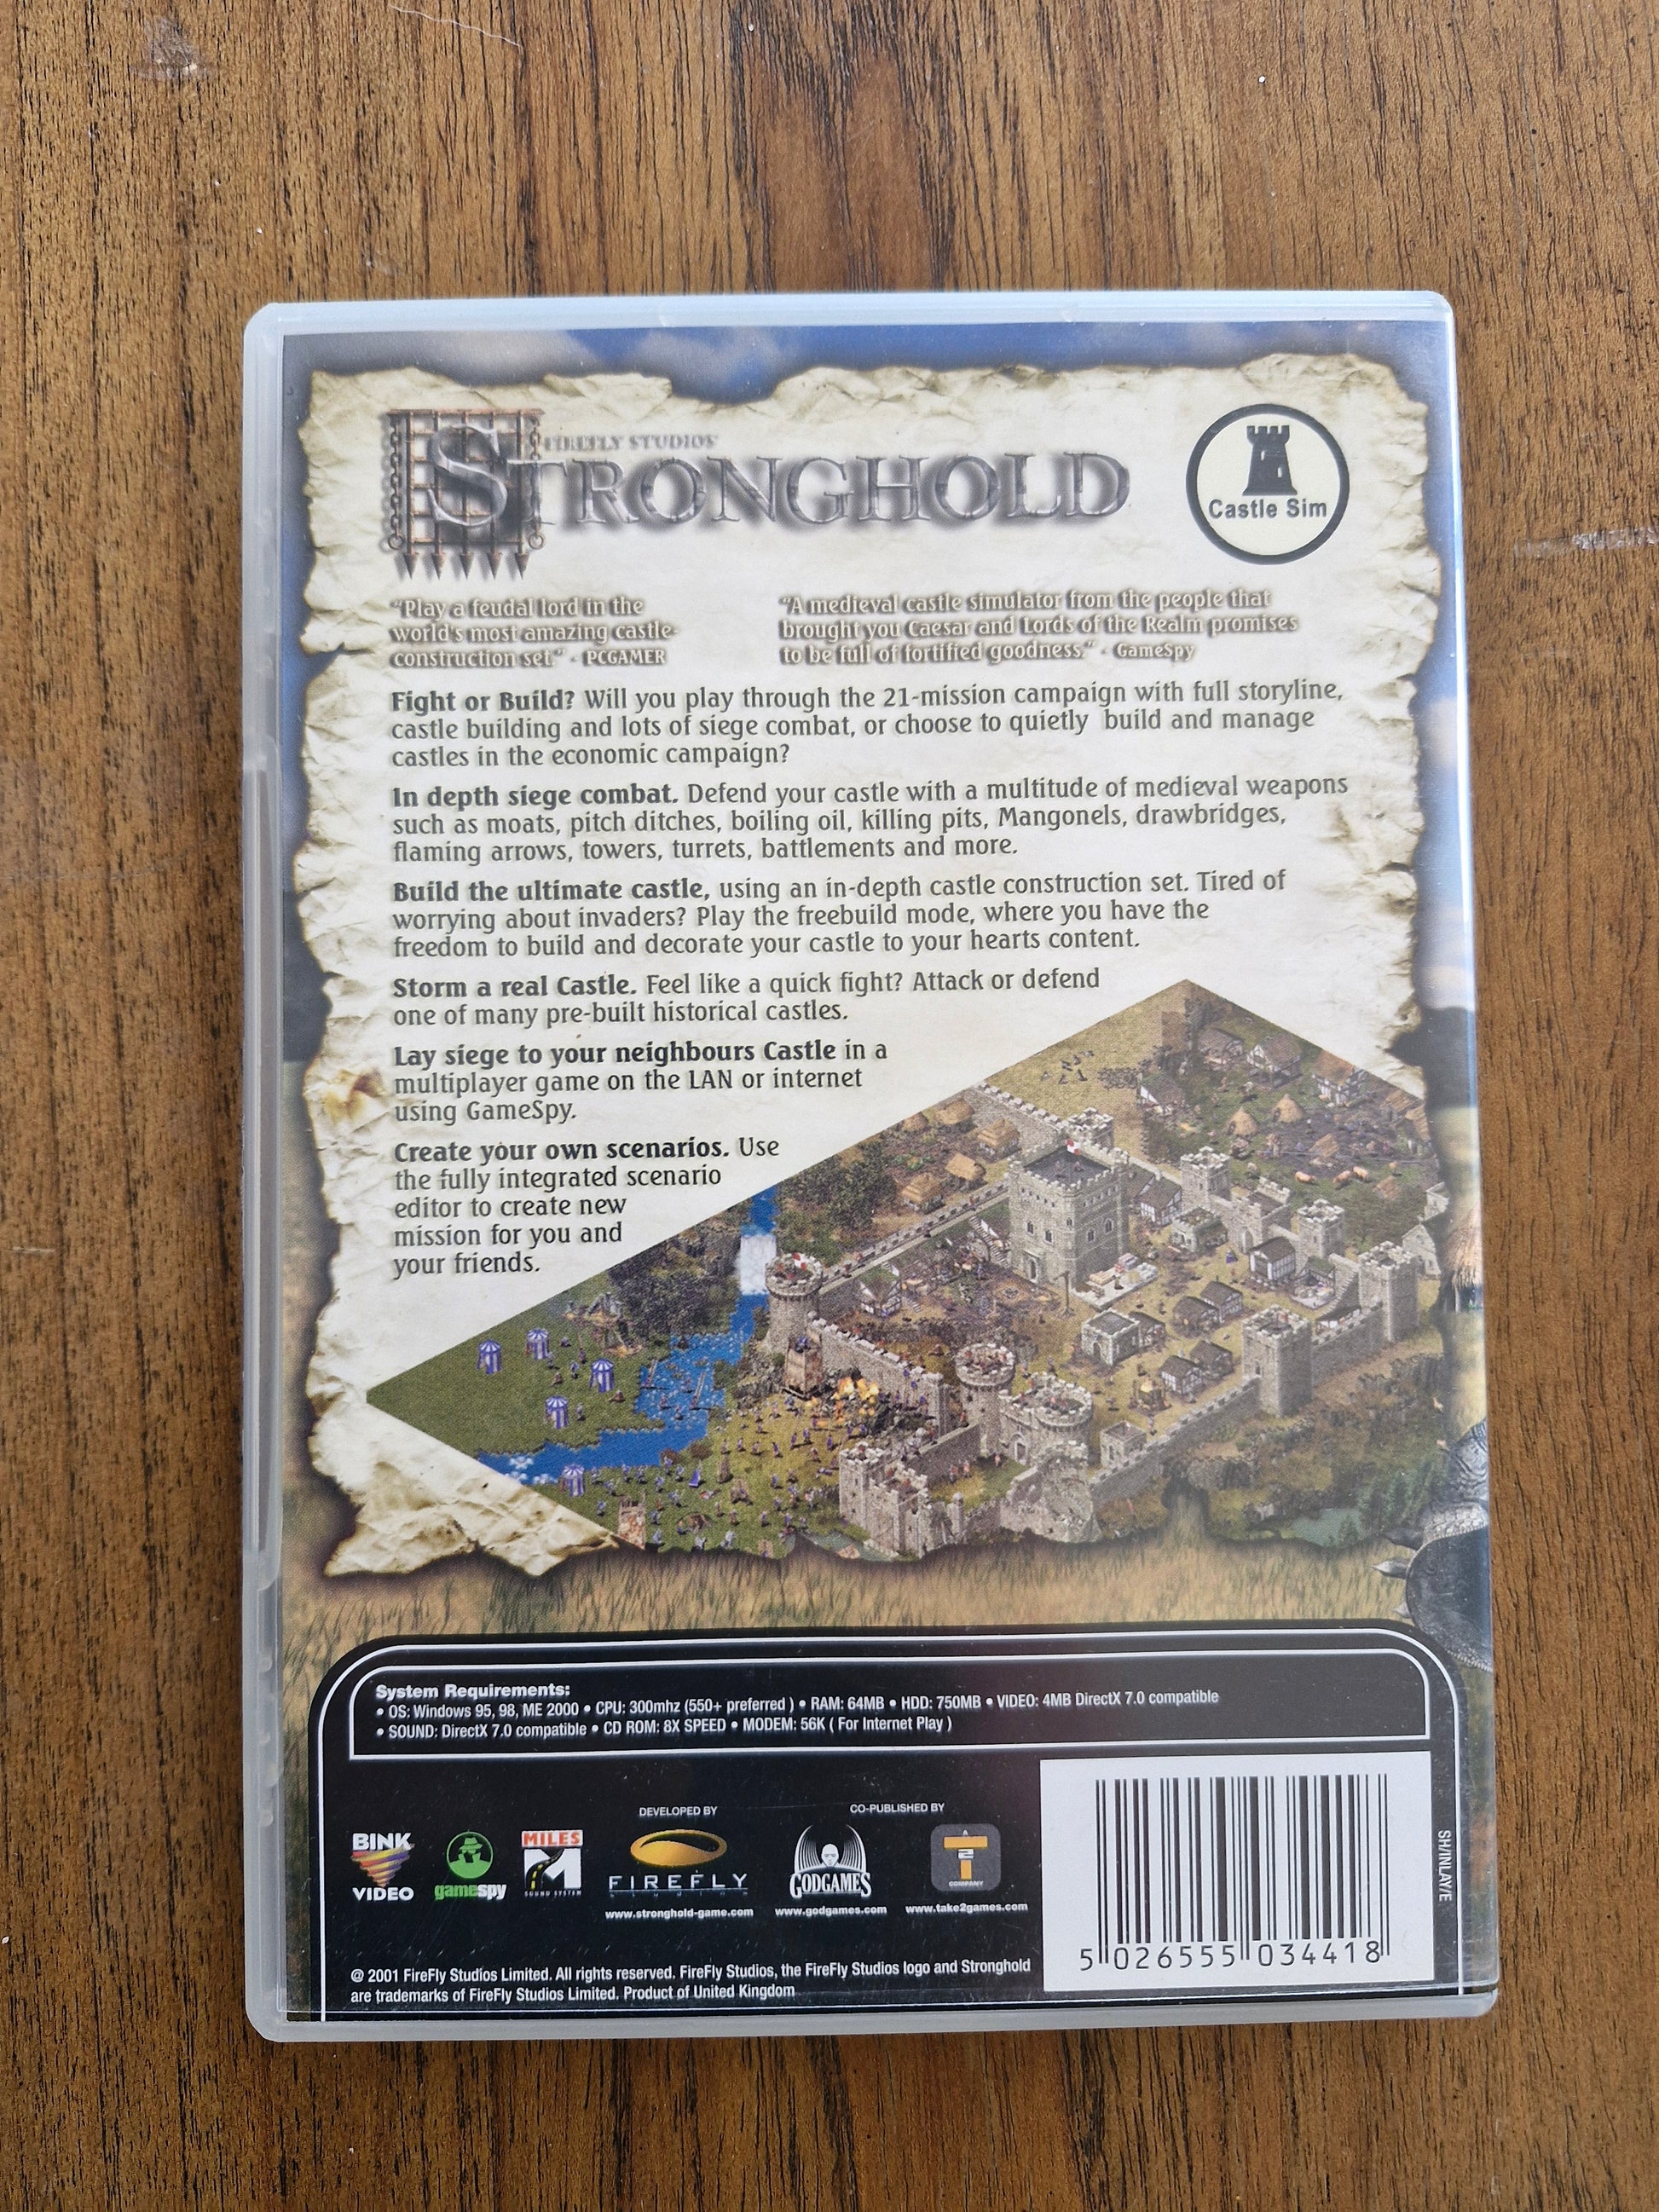 FIREFLY STUDIOS'
STRONGHOLD
Castle Sim
"Play a feudal lord in the
world's most amazing castle-
construction set." - PCGAMER
"A medieval castle simulator from the people that
brought you Caesar and Lords of the Realm promises
to be full of fortified goodness." - GameSpy
Fight or Build? Will you play through the 21-mission campaign with full storyline,
castle building and lots of siege combat, or choose to quietly build and manage
castles in the economic campaign?
In depth siege combat. Defend your castle with a multitude of medieval weapons
such as moats, pitch ditches, boiling oil, killing pits, Mangonels, drawbridges,
flaming arrows, towers, turrets, battlements and more.
Build the ultimate castle, using an in-depth castle construction set. Tired of
worrying about invaders? Play the freebuild mode, where you have the
freedom to build and decorate your castle to your hearts content.
Storm a real Castle. Feel like a quick fight? Attack or defend
one of many pre-built historical castles.
Lay siege to your neighbours Castle in a
multiplayer game on the LAN or internet
using GameSpy.
Create your own scenarios. Use
the fully integrated scenario
editor to create new
mission for you and
your friends.
System Requirements:
• OS: Windows 95, 98, ME 2000 • CPU: 300mhz (550+ preferred ) • RAM: 64MB • HDD: 750MB • VIDEO: 4MB DirectX 7.0 compatible
• SOUND: DirectX 7.0 compatible • CD ROM: 8X SPEED • MODEM: 56K ( For Internet Play )
BINK
VIDEO
gamespy
MILES
SOUND SYSTEM
DEVELOPED BY
FIREFLY
studios
www.stronghold-game.com
CO-PUBLISHED BY
GODGAMES
www.godgames.com
A
T2
COMPANY
www.take2games.com
5 026555 034418
SH/INLAY/E
@ 2001 FireFly Studios Limited. All rights reserved. FireFly Studios, the FireFly Studios logo and Stronghold
are trademarks of FireFly Studios Limited. Product of United Kingdom